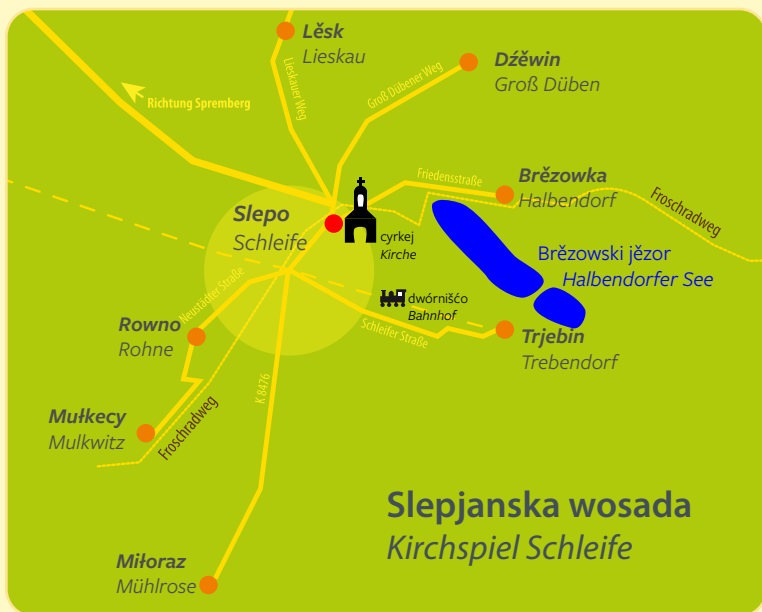 Lěsk
Lieskau
Dźěwin
Groß Düben
Lieskauer Weg
Groß Dübener Weg
Richtung Spremberg
Friedensstraße
Brězowka
Halbendorf
Froschradweg
Slepo
Schleife
cyrkej
Kirche
Brězowski jězor
Halbendorfer See
Neustädter Straße
dwórnišćo
Bahnhof
Schleifer Straße
Rowno
Rohne
Trjebin
Trebendorf
K 8476
Mułkecy
Mulkwitz
Froschradweg
Slepjanska wosada
Kirchspiel Schleife
Miłoraz
Mühlrose